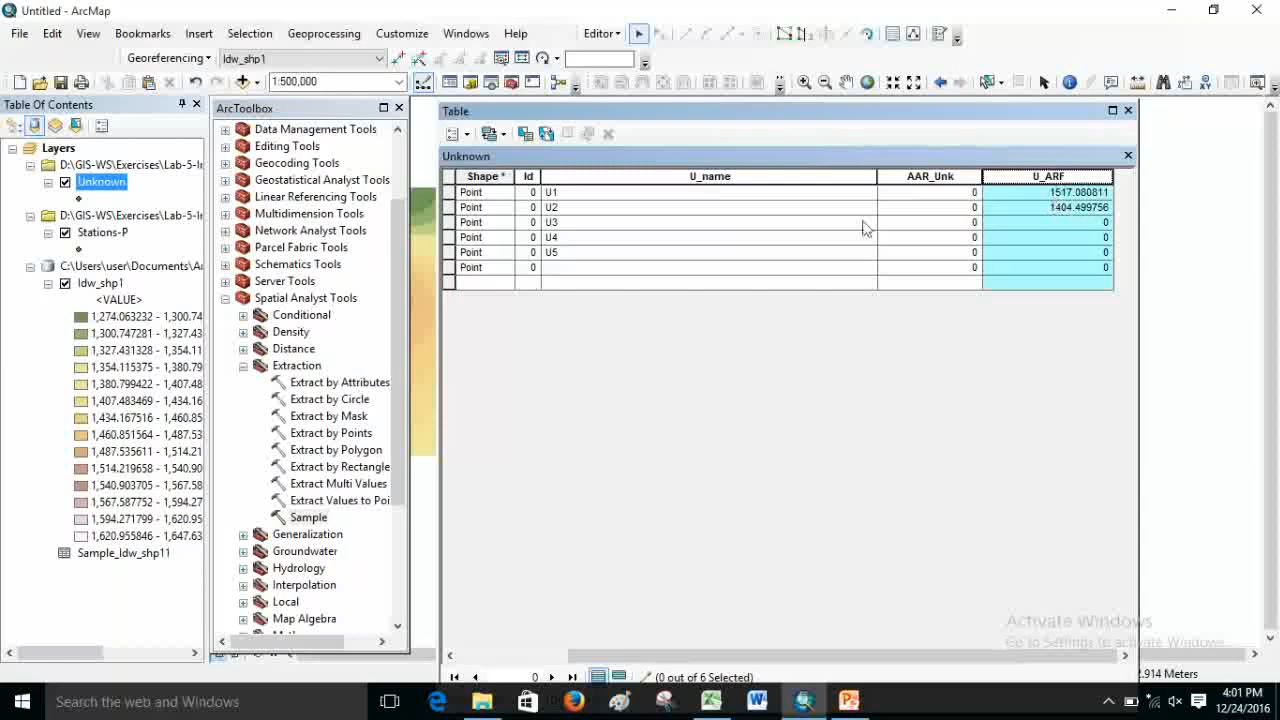 Untitled - ArcMap
File Edit View Bookmarks Insert Selection Geoprocessing Customize Windows Help Editor
Georeferencing ldw_shp1
1:500,000
Table Of Contents
Layers
D:\GIS-WS\Exercises\Lab-5-I
Unknown
D:\GIS-WS\Exercises\Lab-5-I
Stations-P
C:\Users\user\Documents\A
Idw_shp1
<VALUE>
1,274.063232 - 1,300.74
1,300.747281 - 1,327.43
1,327.431328 - 1,354.11
1,354.115375 - 1,380.79
1,380.799422 - 1,407.48
1,407.483469 - 1,434.16
1,434.167516 - 1,460.85
1,460.851564 - 1,487.53
1,487.535611 - 1,514.21
1,514.219658 - 1,540.90
1,540.903705 - 1,567.58
1,567.587752 - 1,594.27
1,594.271799 - 1,620.95
1,620.955846 - 1,647.63
Sample_Idw_shp11
ArcToolbox
Data Management Tools
Editing Tools
Geocoding Tools
Geostatistical Analyst Tools
Linear Referencing Tools
Multidimension Tools
Network Analyst Tools
Parcel Fabric Tools
Schematics Tools
Server Tools
Spatial Analyst Tools
Conditional
Density
Distance
Extraction
Extract by Attributes
Extract by Circle
Extract by Mask
Extract by Points
Extract by Polygon
Extract by Rectangle
Extract Multi Values
Extract Values to Poi
Sample
Generalization
Groundwater
Hydrology
Interpolation
Local
Map Algebra
Table
Unknown
Shape * Id U_name AAR_Unk U_ARF
Point 0 U1 0 1517.080811
Point 0 U2 0 1404.499756
Point 0 U3 0 0
Point 0 U4 0 0
Point 0 U5 0 0
Point 0 0 0
0 (0 out of 6 Selected)
Activate Windows
Go to Settings to activate Windows.
.914 Meters
Search the web and Windows
4:01 PM
12/24/2016